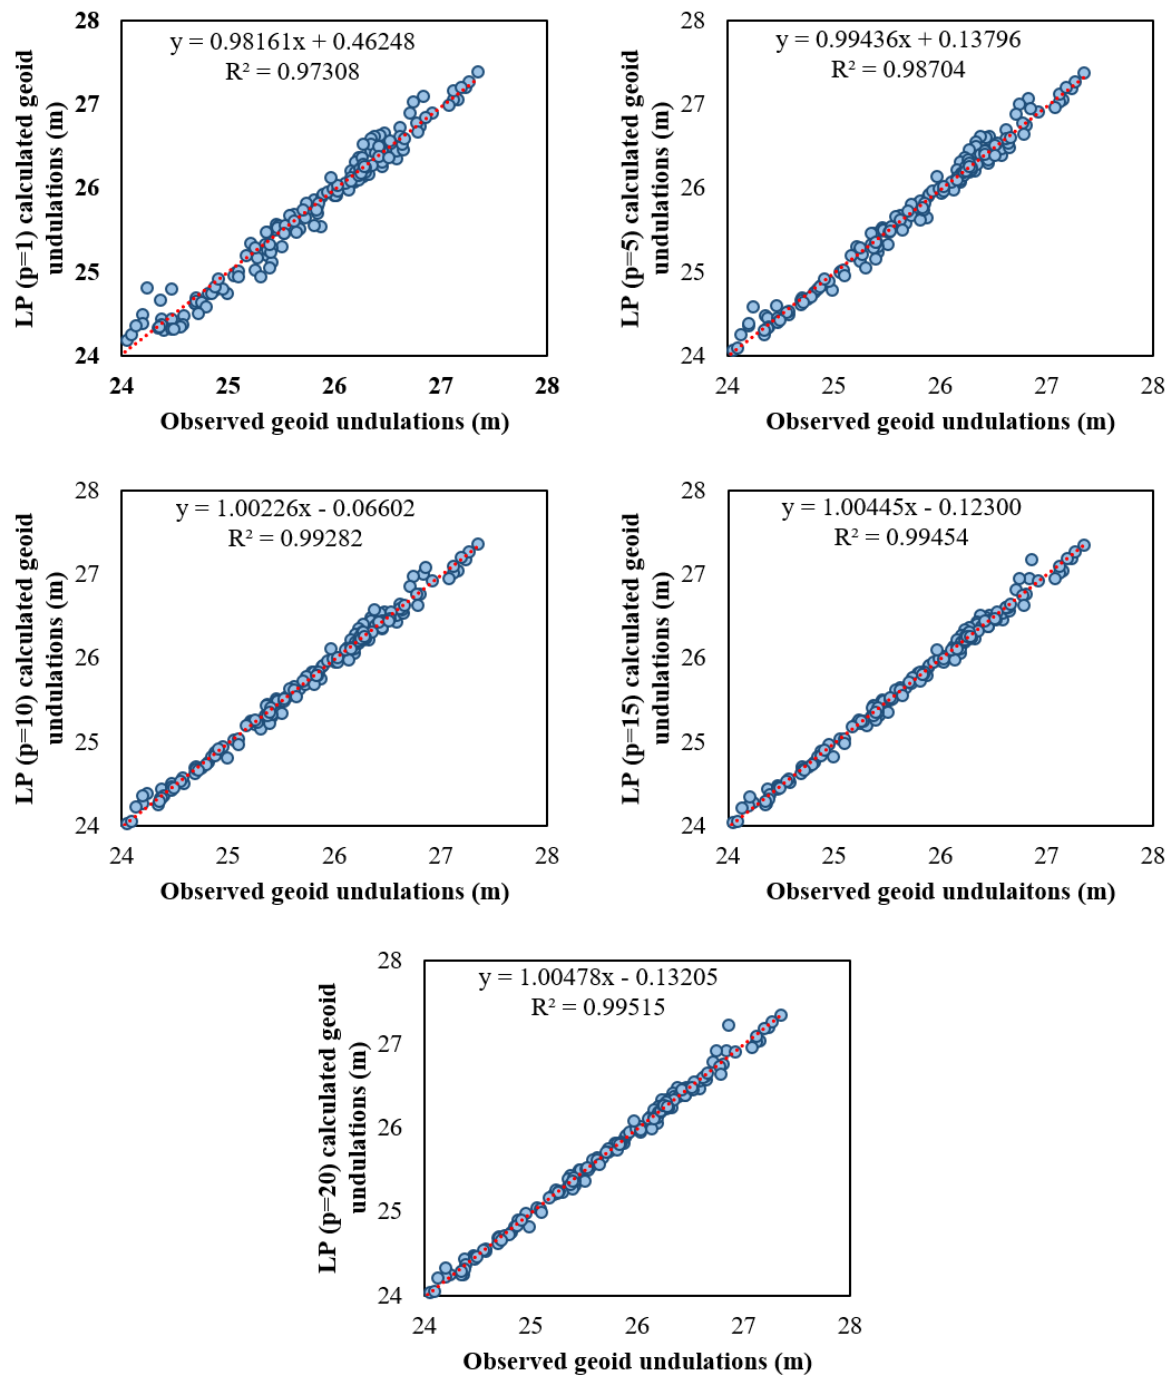 28
y = 0.98161x + 0.46248
R² = 0.97308
27
26
25
24
LP (p=1) calculated geoid
undulations (m)
24 25 26 27 28
Observed geoid undulations (m)
28
y = 0.99436x + 0.13796
R² = 0.98704
27
26
25
24
LP (p=5) calculated geoid
undulations (m)
24 25 26 27 28
Observed geoid undulations (m)
28
y = 1.00226x - 0.06602
R² = 0.99282
27
26
25
24
LP (p=10) calculated geoid
undulations (m)
24 25 26 27 28
Observed geoid undulations (m)
28
y = 1.00445x - 0.12300
R² = 0.99454
27
26
25
24
LP (p=15) calculated geoid
undulations (m)
24 25 26 27 28
Observed geoid undulaitons (m)
28
y = 1.00478x - 0.13205
R² = 0.99515
27
26
25
24
LP (p=20) calculated geoid
undulations (m)
24 25 26 27 28
Observed geoid undulations (m)